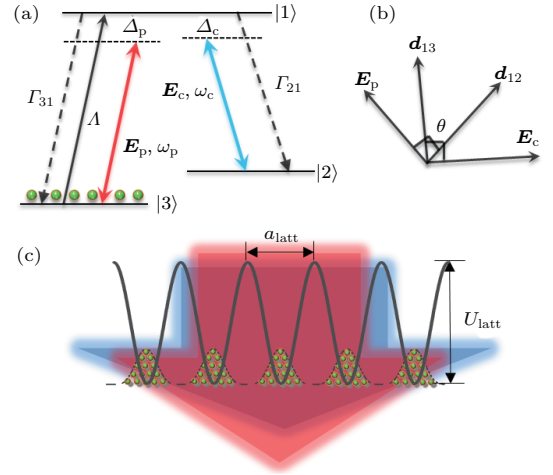 (a)
|1⟩
Δp
Δc
Γ31
Λ
Ep, ωp
Ec, ωc
Γ21
|2⟩
|3⟩
(b)
d13
d12
Ep
θ
Ec
(c)
alatt
Ulatt